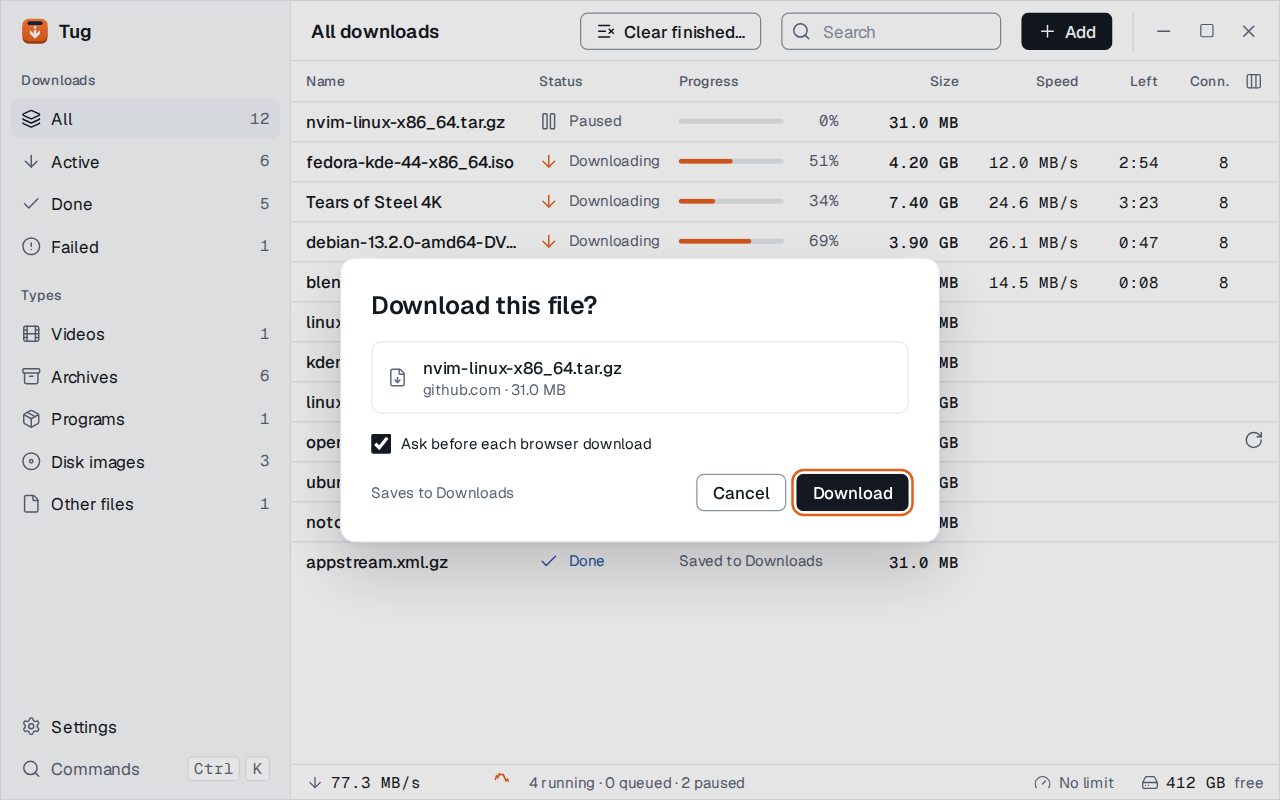 Tug
All downloads
Clear finished...
Search
Add
Downloads
All 12
Active 6
Done 5
Failed 1
Types
Videos 1
Archives 6
Programs 1
Disk images 3
Other files 1
Settings
Commands Ctrl K
Name Status Progress Size Speed Left Conn.
nvim-linux-x86_64.tar.gz Paused 0% 31.0 MB
fedora-kde-44-x86_64.iso Downloading 51% 4.20 GB 12.0 MB/s 2:54 8
Tears of Steel 4K Downloading 34% 7.40 GB 24.6 MB/s 3:23 8
debian-13.2.0-amd64-DV... Downloading 69% 3.90 GB 26.1 MB/s 0:47 8
MB 14.5 MB/s 0:08 8
MB
MB
GB
GB
GB
MB
appstream.xml.gz Done Saved to Downloads 31.0 MB
Download this file?
nvim-linux-x86_64.tar.gz
github.com · 31.0 MB
Ask before each browser download
Saves to Downloads Cancel Download
77.3 MB/s 4 running · 0 queued · 2 paused No limit 412 GB free